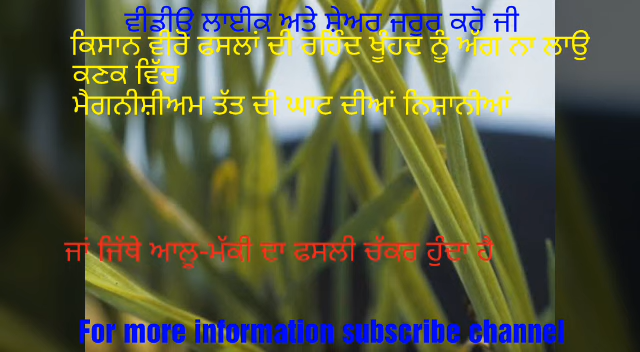 ਵੀਡੀਓ ਲਾਈਕ ਅਤੇ ਸ਼ੇਅਰ ਜਰੂਰ ਕਰੋ ਜੀ
ਕਿਸਾਨ ਵੀਰੋ ਫਸਲਾਂ ਦੀ ਰਹਿੰਦ ਖੂੰਹਦ ਨੂੰ ਅੱਗ ਨਾ ਲਾਉ
ਕਣਕ ਵਿੱਚ
ਮੈਗਨੀਸ਼ੀਅਮ ਤੱਤ ਦੀ ਘਾਟ ਦੀਆਂ ਨਿਸ਼ਾਨੀਆਂ
ਜਾਂ ਜਿੱਥੇ ਆਲੂ-ਮੱਕੀ ਦਾ ਫਸਲੀ ਚੱਕਰ ਹੁੰਦਾ ਹੈ
For more information subscribe channel